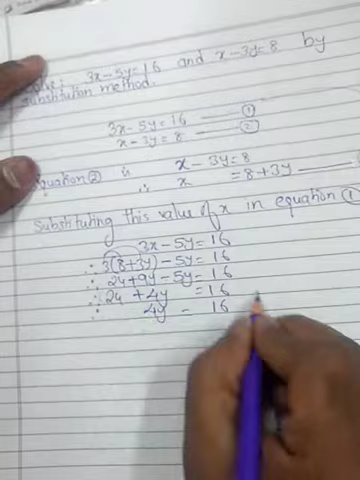 Solve: 3x-5y=16 and x-3y=8 by
substitution method.
3x-5y=16 ——— ①
x-3y=8 ——— ②
Equation ② is x - 3y=8
∴ x = 8+3y ———
Substituting this value of x in equation ①
3x-5y=16
∴ 3(8+3y)-5y=16
∴ 24+9y-5y=16
∴ 24 +4y =16
∴ 4y = 16